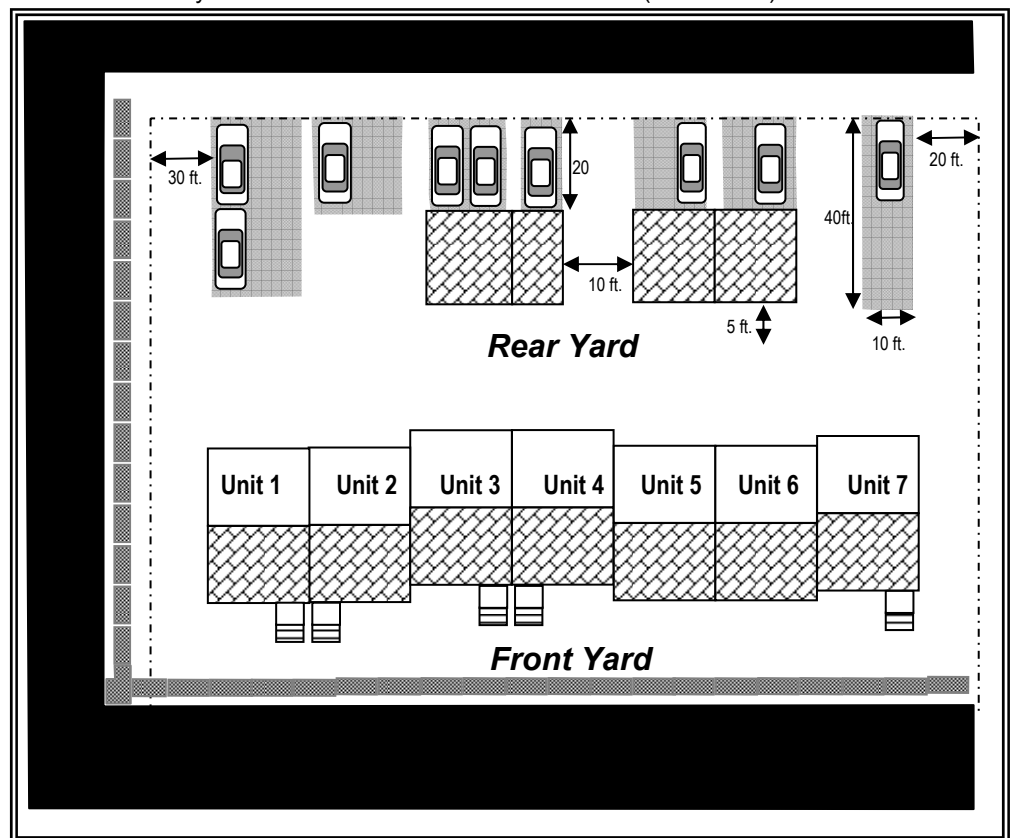 30 ft.
20
20 ft.
40ft.
10 ft.
5 ft.
10 ft.
Rear Yard
Unit 1 Unit 2 Unit 3 Unit 4 Unit 5 Unit 6 Unit 7
Front Yard